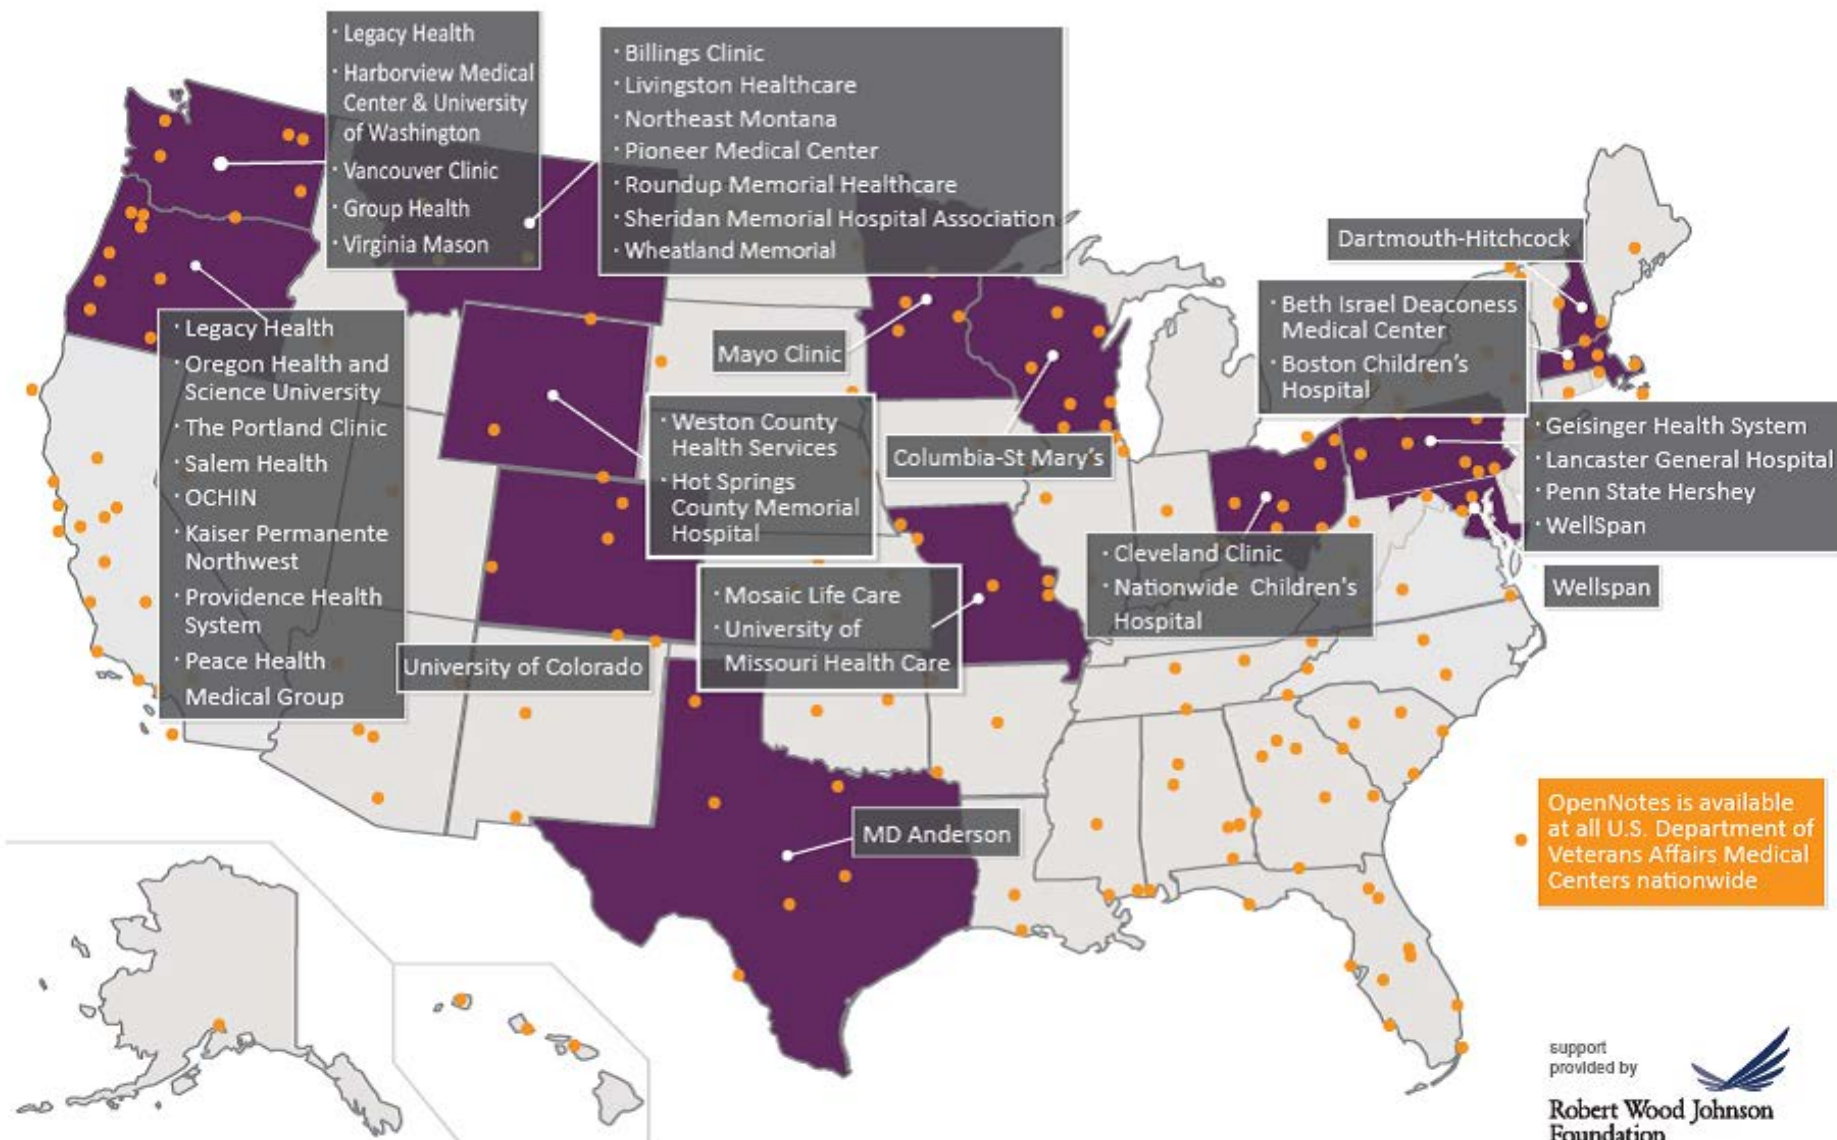 · Legacy Health
· Harborview Medical
Center & University
of Washington
· Vancouver Clinic
· Group Health
· Virginia Mason
· Billings Clinic
· Livingston Healthcare
· Northeast Montana
· Pioneer Medical Center
· Roundup Memorial Healthcare
· Sheridan Memorial Hospital Association
· Wheatland Memorial
Dartmouth-Hitchcock
· Beth Israel Deaconess
Medical Center
· Boston Children's
Hospital
· Legacy Health
· Oregon Health and
Science University
· The Portland Clinic
· Salem Health
· OCHIN
· Kaiser Permanente
Northwest
· Providence Health
System
· Peace Health
Medical Group
Mayo Clinic
· Weston County
Health Services
· Hot Springs
County Memorial
Hospital
Columbia-St Mary's
· Geisinger Health System
· Lancaster General Hospital
· Penn State Hershey
· WellSpan
· Cleveland Clinic
· Nationwide Children's
Hospital
Wellspan
· Mosaic Life Care
· University of
Missouri Health Care
University of Colorado
MD Anderson
OpenNotes is available
at all U.S. Department of
Veterans Affairs Medical
Centers nationwide
support
provided by
Robert Wood Johnson
Foundation